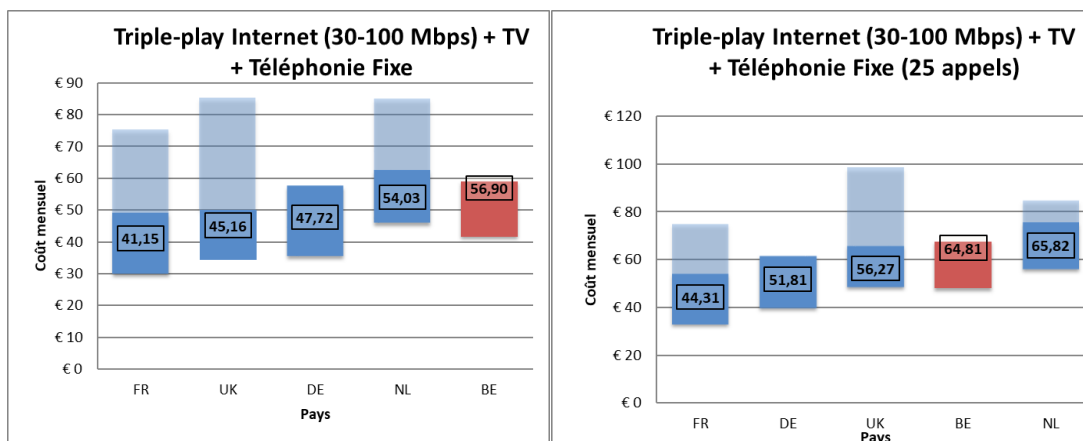 Triple-play Internet (30-100 Mbps) + TV
+ Téléphonie Fixe
€ 90
€ 80
€ 70
€ 60
€ 50
€ 40
€ 30
€ 20
€ 10
€ 0
Coût mensuel
41,15
45,16
47,72
54,03
56,90
FR UK DE NL BE
Pays
Triple-play Internet (30-100 Mbps) + TV
+ Téléphonie Fixe (25 appels)
€ 120
€ 100
€ 80
€ 60
€ 40
€ 20
€ 0
Coût mensuel
44,31
51,81
56,27
64,81
65,82
FR DE UK BE NL
Pays